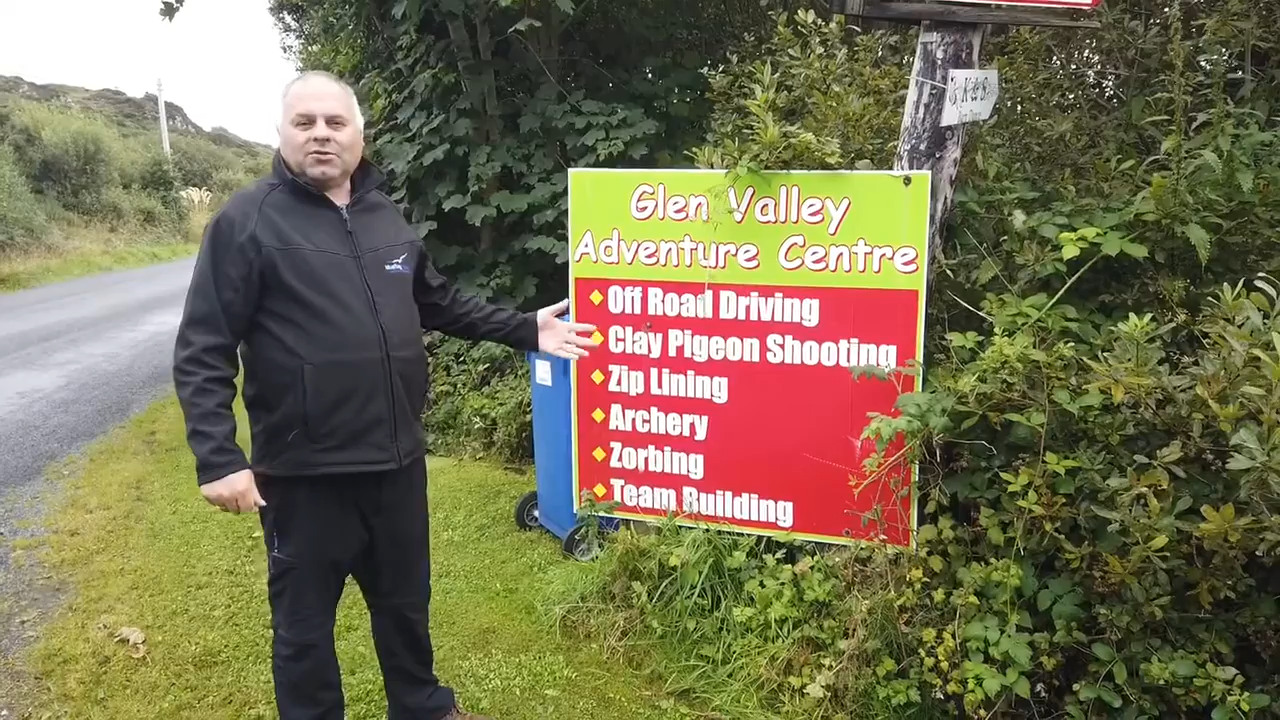 Glen Valley
Adventure Centre
Off Road Driving
Clay Pigeon Shooting
Zip Lining
Archery
Zorbing
Team Building